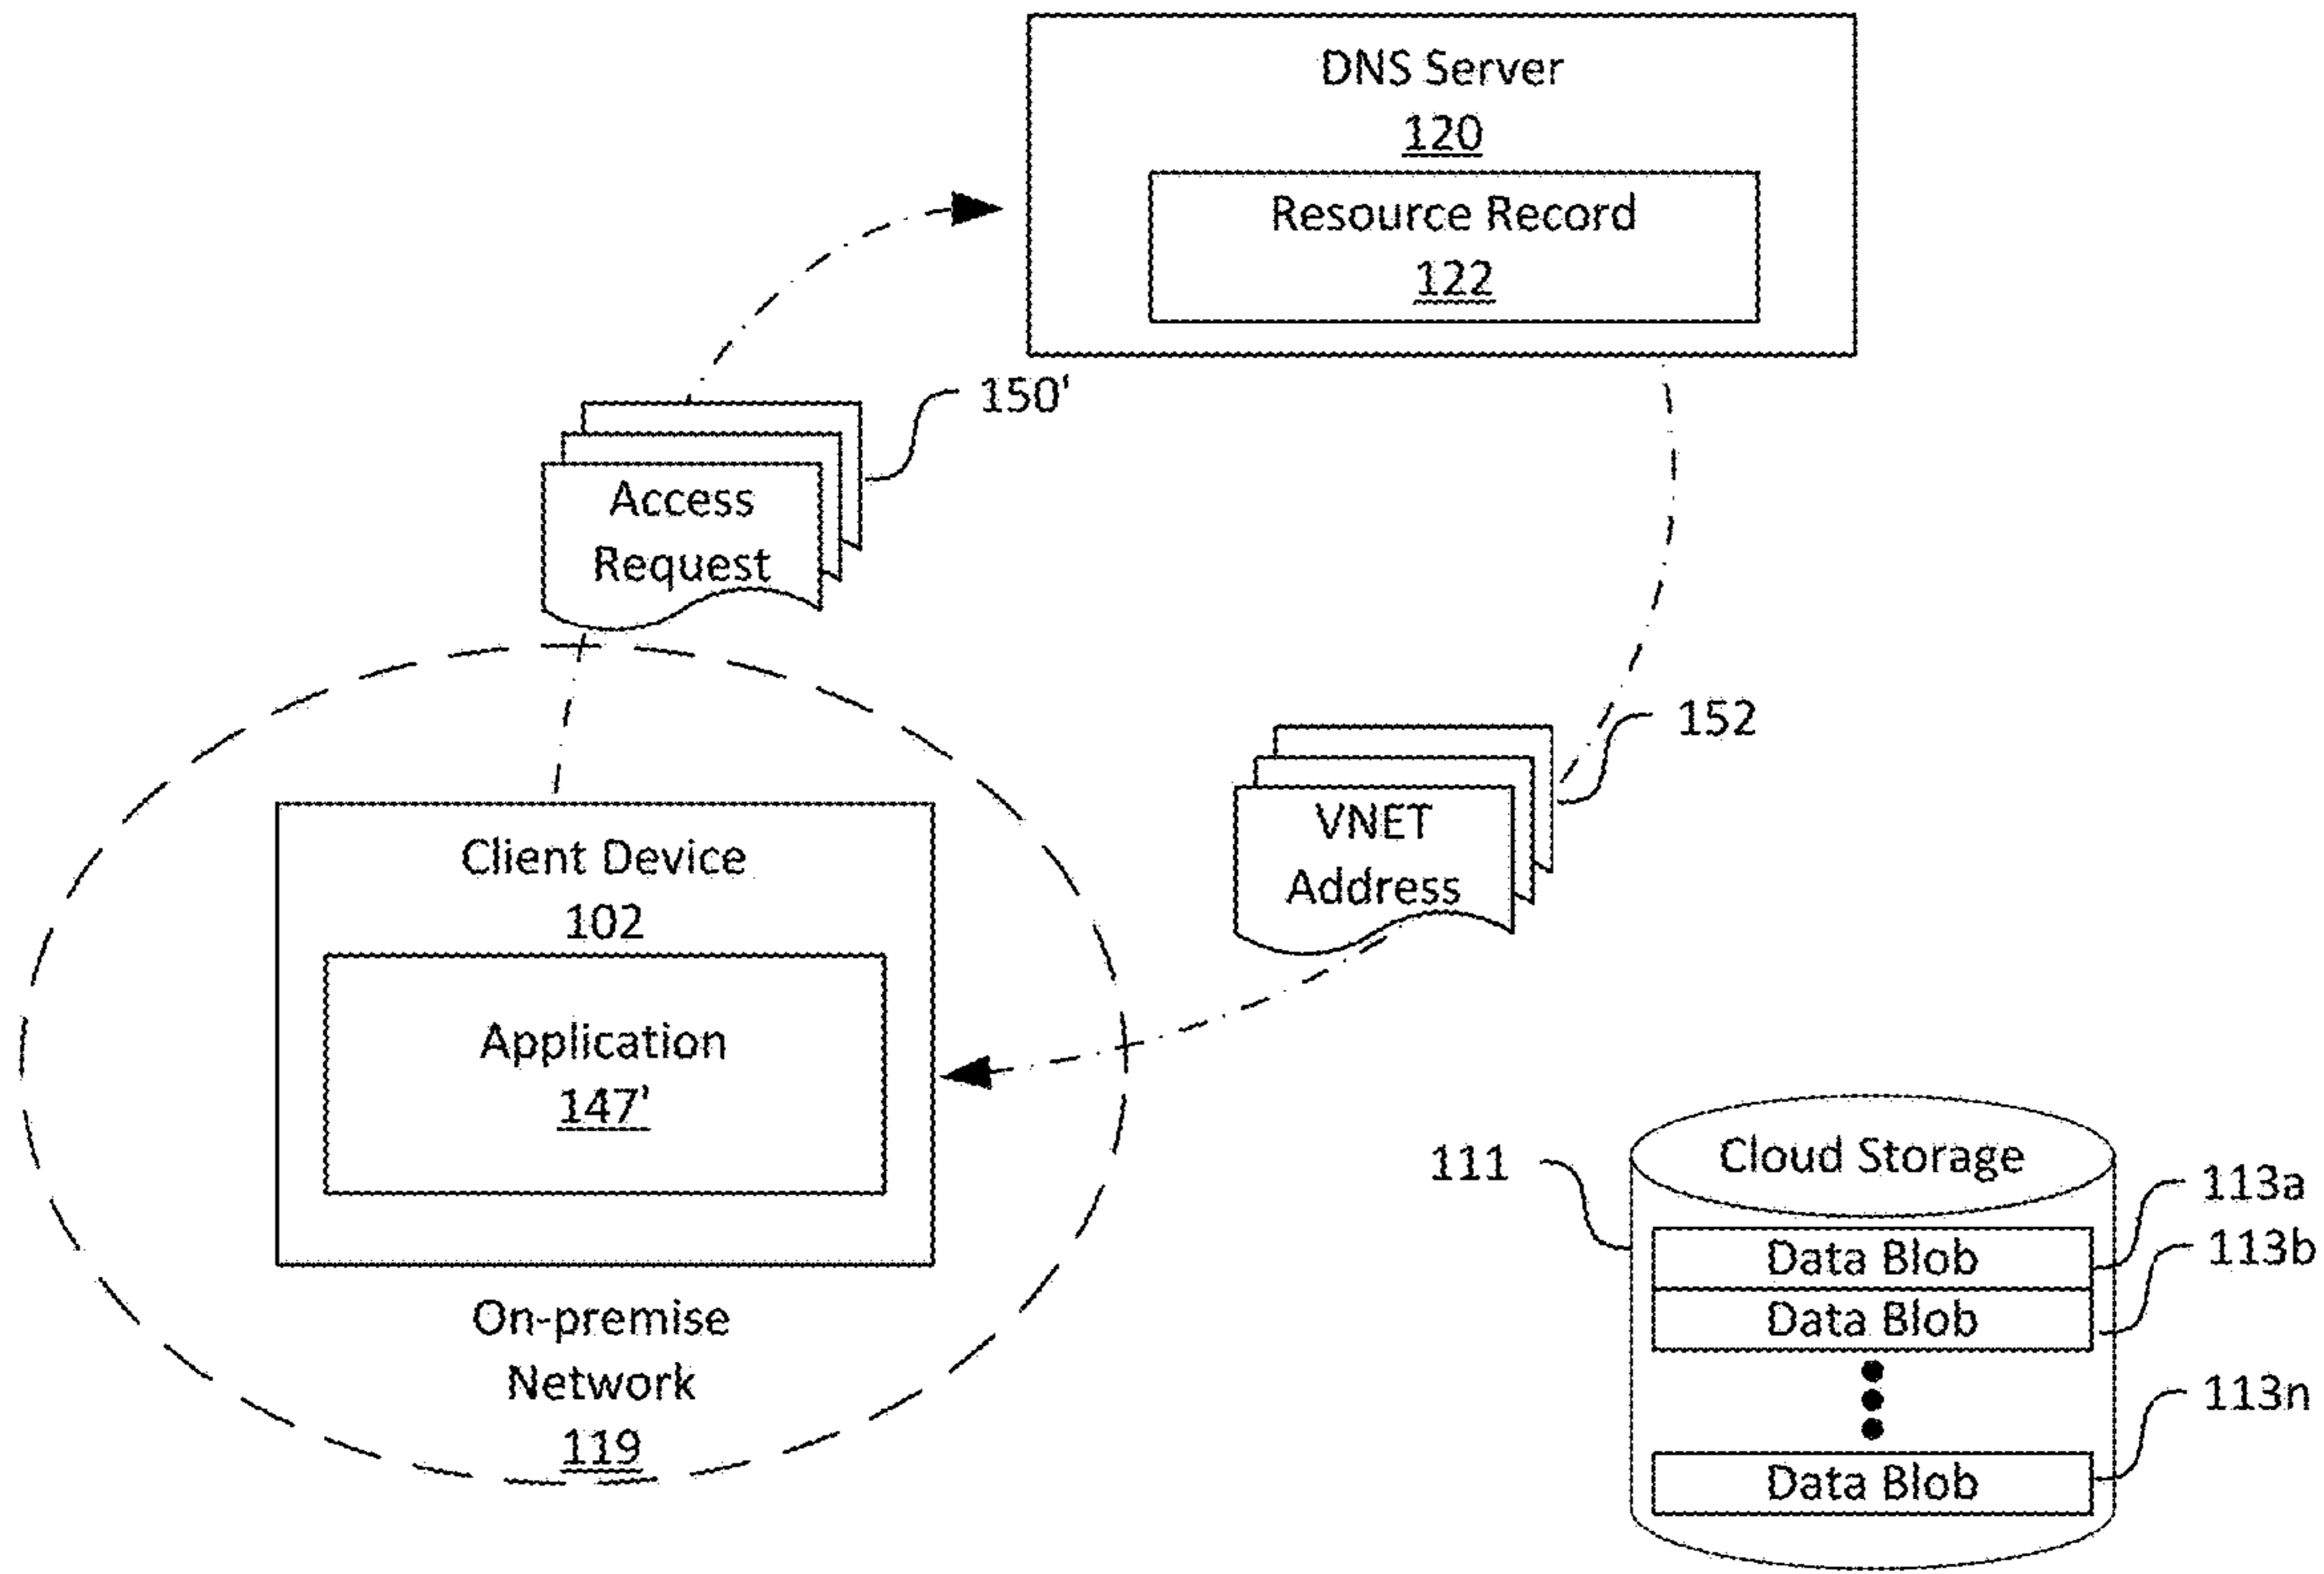 DNS Server
120
Resource Record
122
150'
Access
Request
152
VNET
Address
Client Device
102
Application
147'
On-premise
Network
119
111
Cloud Storage
113a
Data Blob
113b
Data Blob
113n
Data Blob